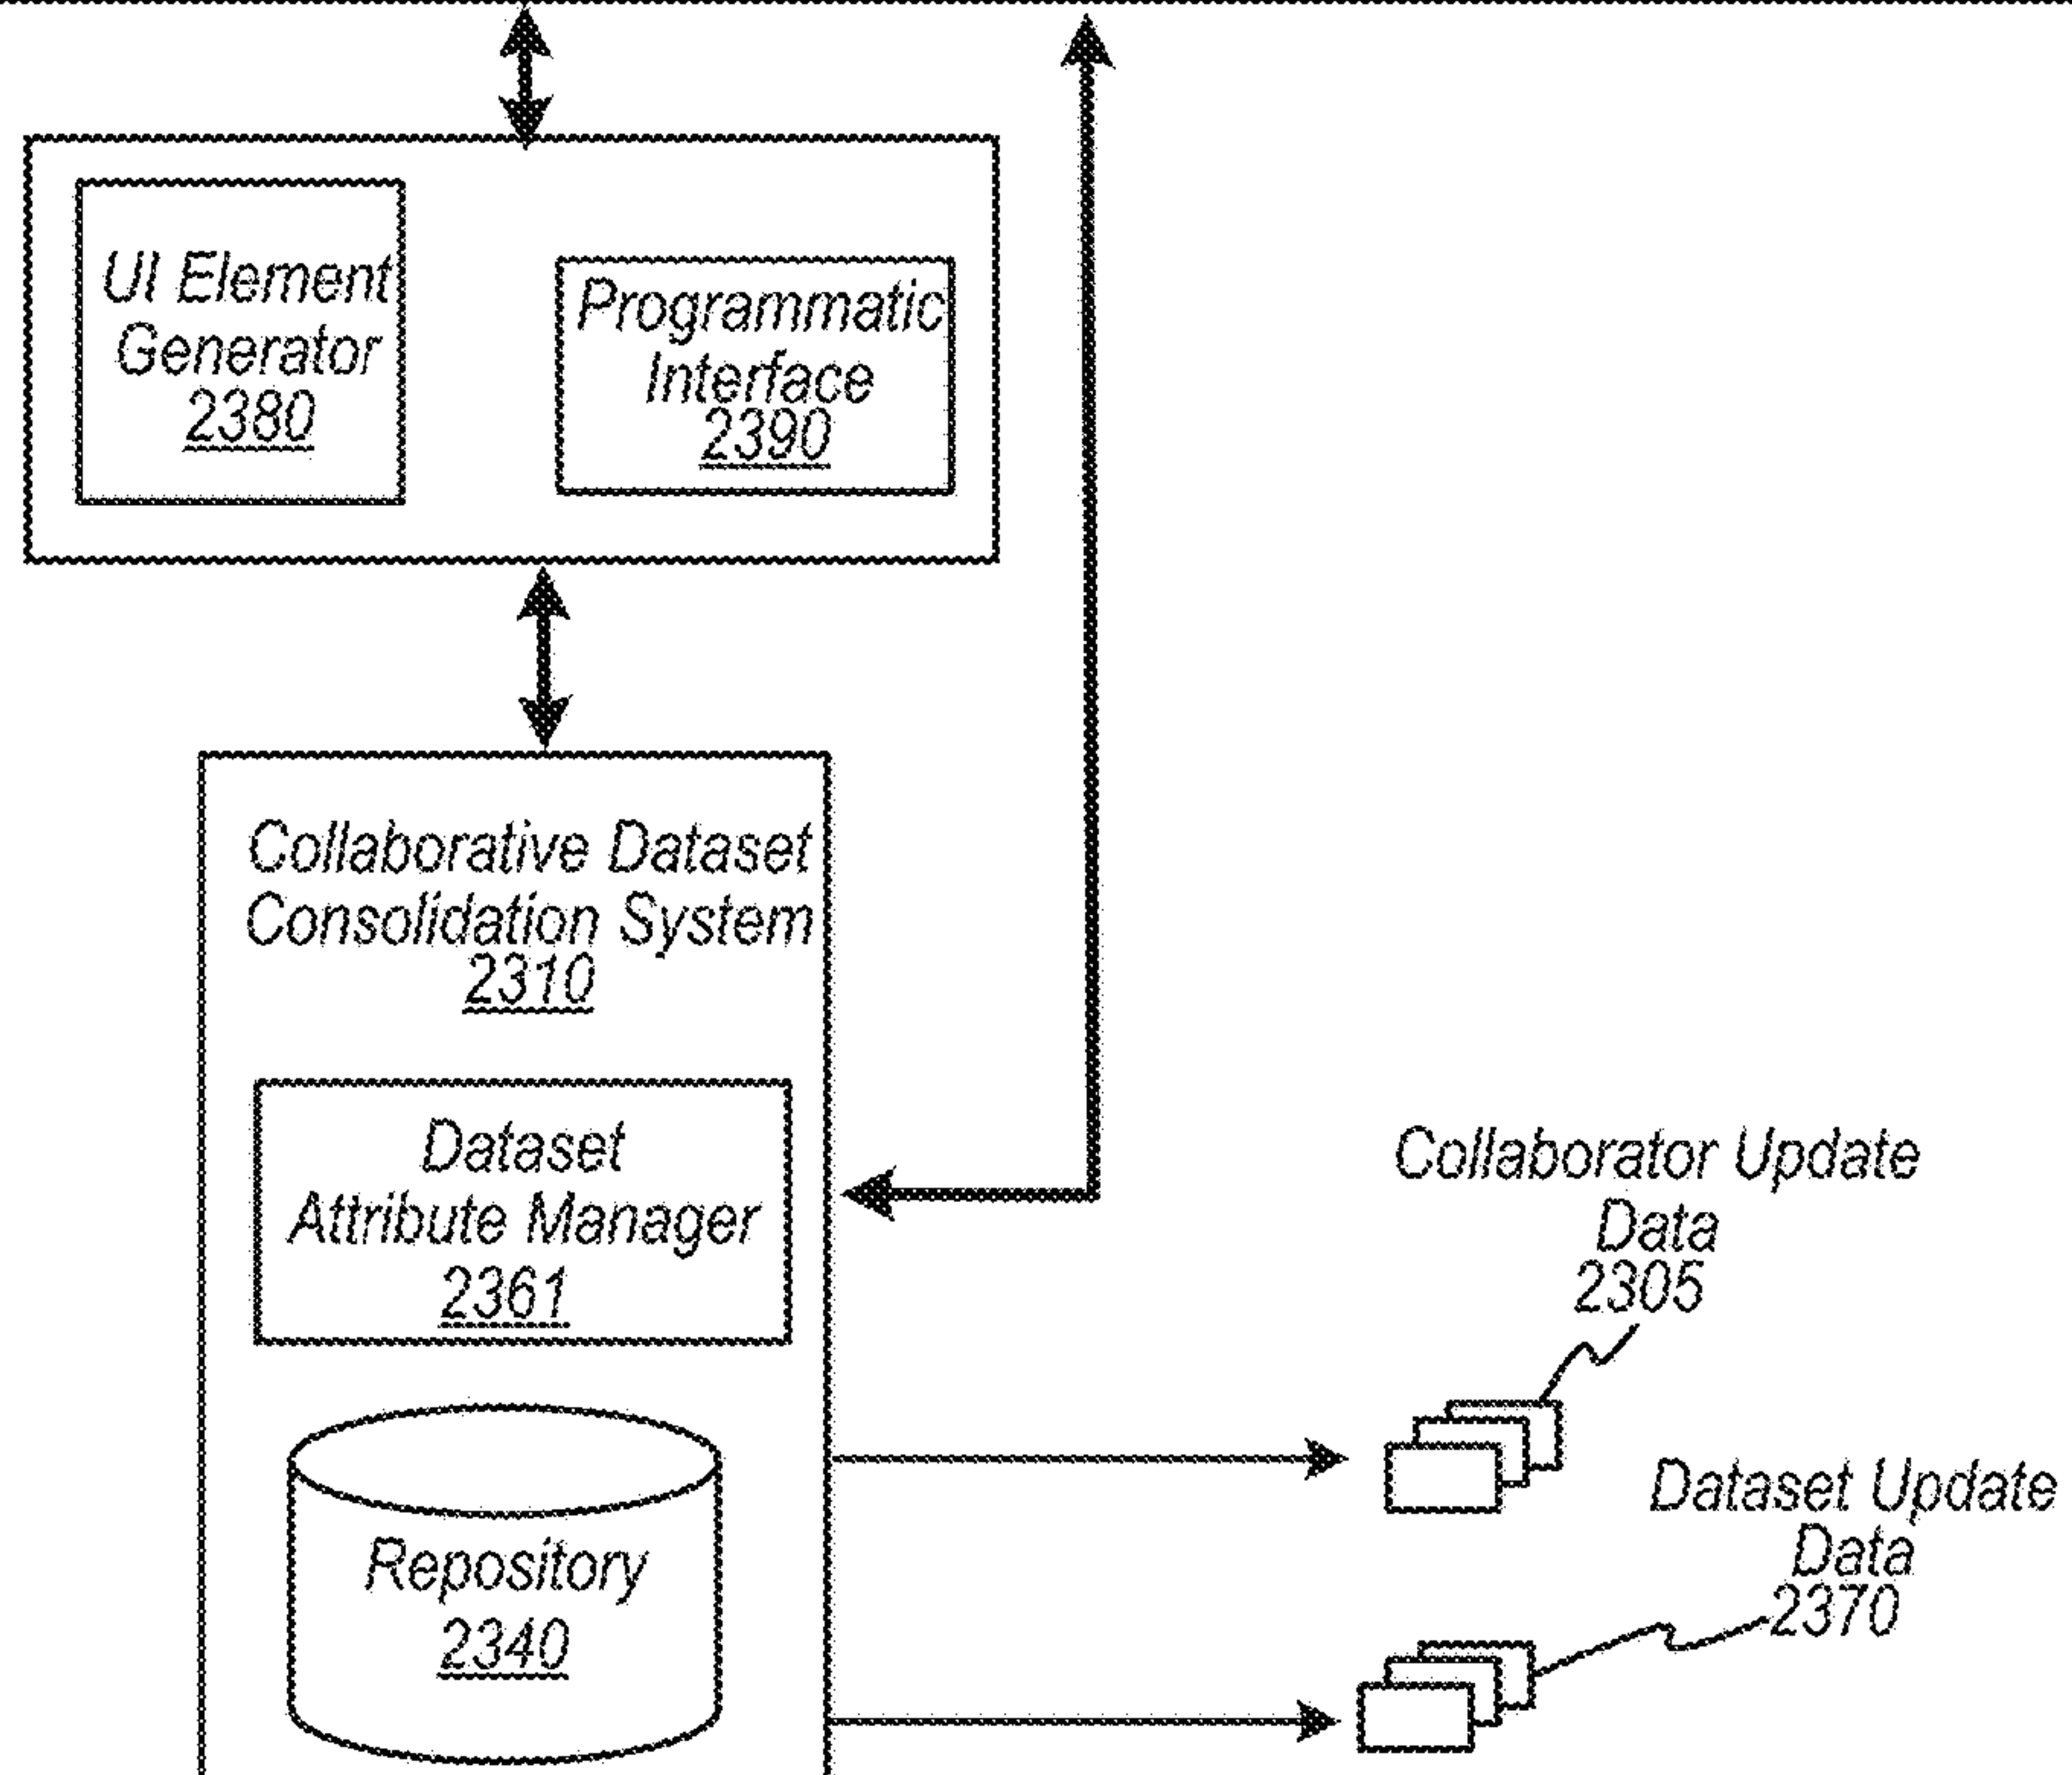 UI Element
Generator
2380
Programmatic
Interface
2390
Collaborative Dataset
Consolidation System
2310
Dataset
Attribute Manager
2361
Repository
2340
Collaborator Update
Data
2305
Dataset Update
Data
2370